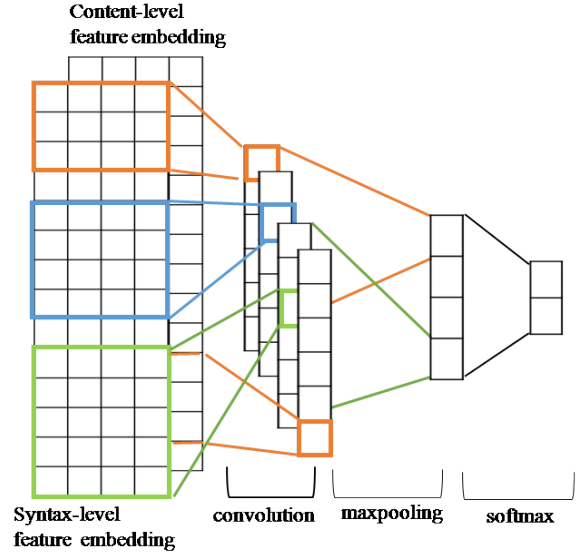 Content-level
feature embedding
Syntax-level
feature embedding
convolution
maxpooling
softmax